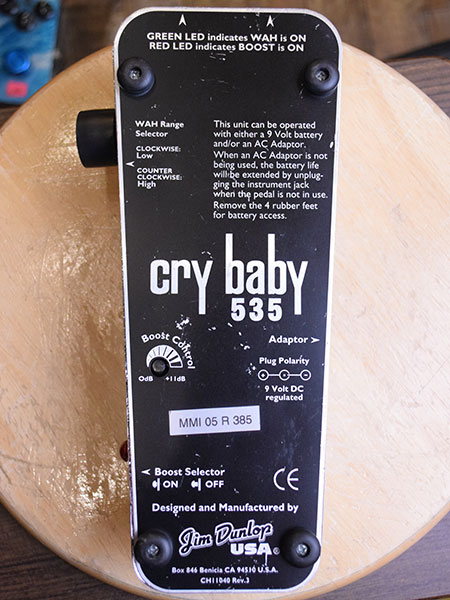 GREEN LED indicates WAH is ON
RED LED indicates BOOST is ON
WAH Range
Selector
CLOCKWISE:
Low
COUNTER
CLOCKWISE:
High
This unit can be operated
with either a 9 Volt battery
and/or an AC Adaptor.
When an AC Adaptor is not
being used, the battery life
will be extended by unplug-
ging the instrument jack
when the pedal is not in use.
Remove the 4 rubber feet
for battery access.
cry baby
535
Boost Control
0dB +11dB
Adaptor >
Plug Polarity
9 Volt DC
regulated
MMI 05 R 385
< Boost Selector
ON OFF
CE
Designed and Manufactured by
Jim Dunlop
USA®
Box 846 Benicia CA 94510 U.S.A.
CH11040 Rev.3